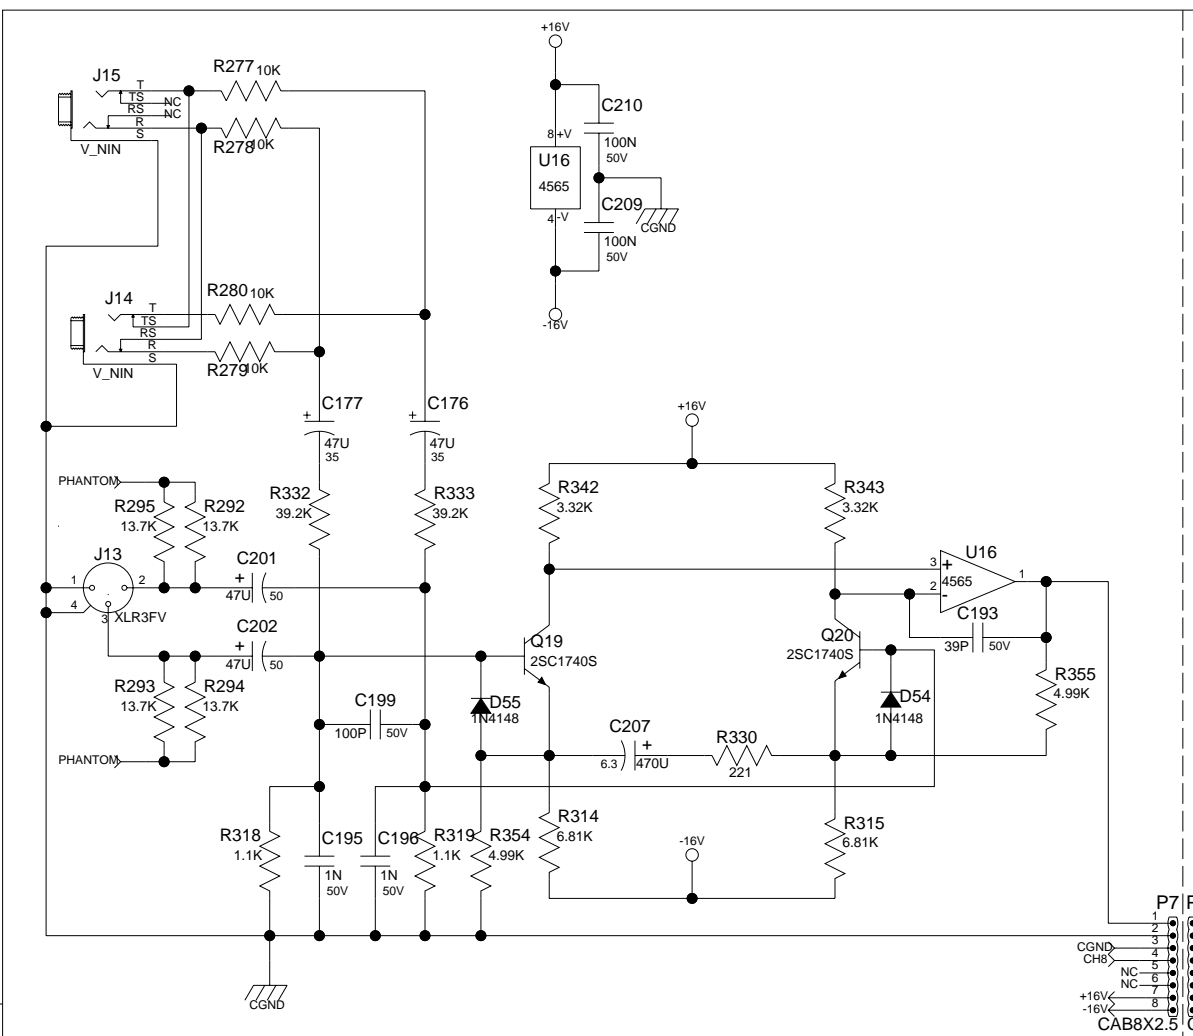 +16V
J15
T
TS
RS
R
S
NC
NC
V_NIN
R277 10K
R278 10K
C210
100N
50V
8 +V
U16
4565
4 -V
C209
100N
50V
CGND
-16V
J14
T
TS
RS
R
S
V_NIN
R280 10K
R279 10K
C177
+
47U
35
C176
+
47U
35
+16V
PHANTOM
R295
13.7K
R292
13.7K
R332
39.2K
R333
39.2K
R342
3.32K
R343
3.32K
J13
1
2
3
4
XLR3FV
C201
+
47U
50
U16
3
+
2
-
4565
1
C193
39P
50V
C202
+
47U
50
Q19
2SC1740S
Q20
2SC1740S
R293
13.7K
R294
13.7K
PHANTOM
C199
100P
50V
D55
1N4148
D54
1N4148
R355
4.99K
C207
+
6.3
470U
R330
221
R318
1.1K
C195
1N
50V
C196
1N
50V
R319
1.1K
R354
4.99K
R314
6.81K
R315
6.81K
-16V
CGND
P7
P
1
2
3
4
5
6
7
8
CGND
CH8
NC
NC
+16V
-16V
CAB8X2.5
C